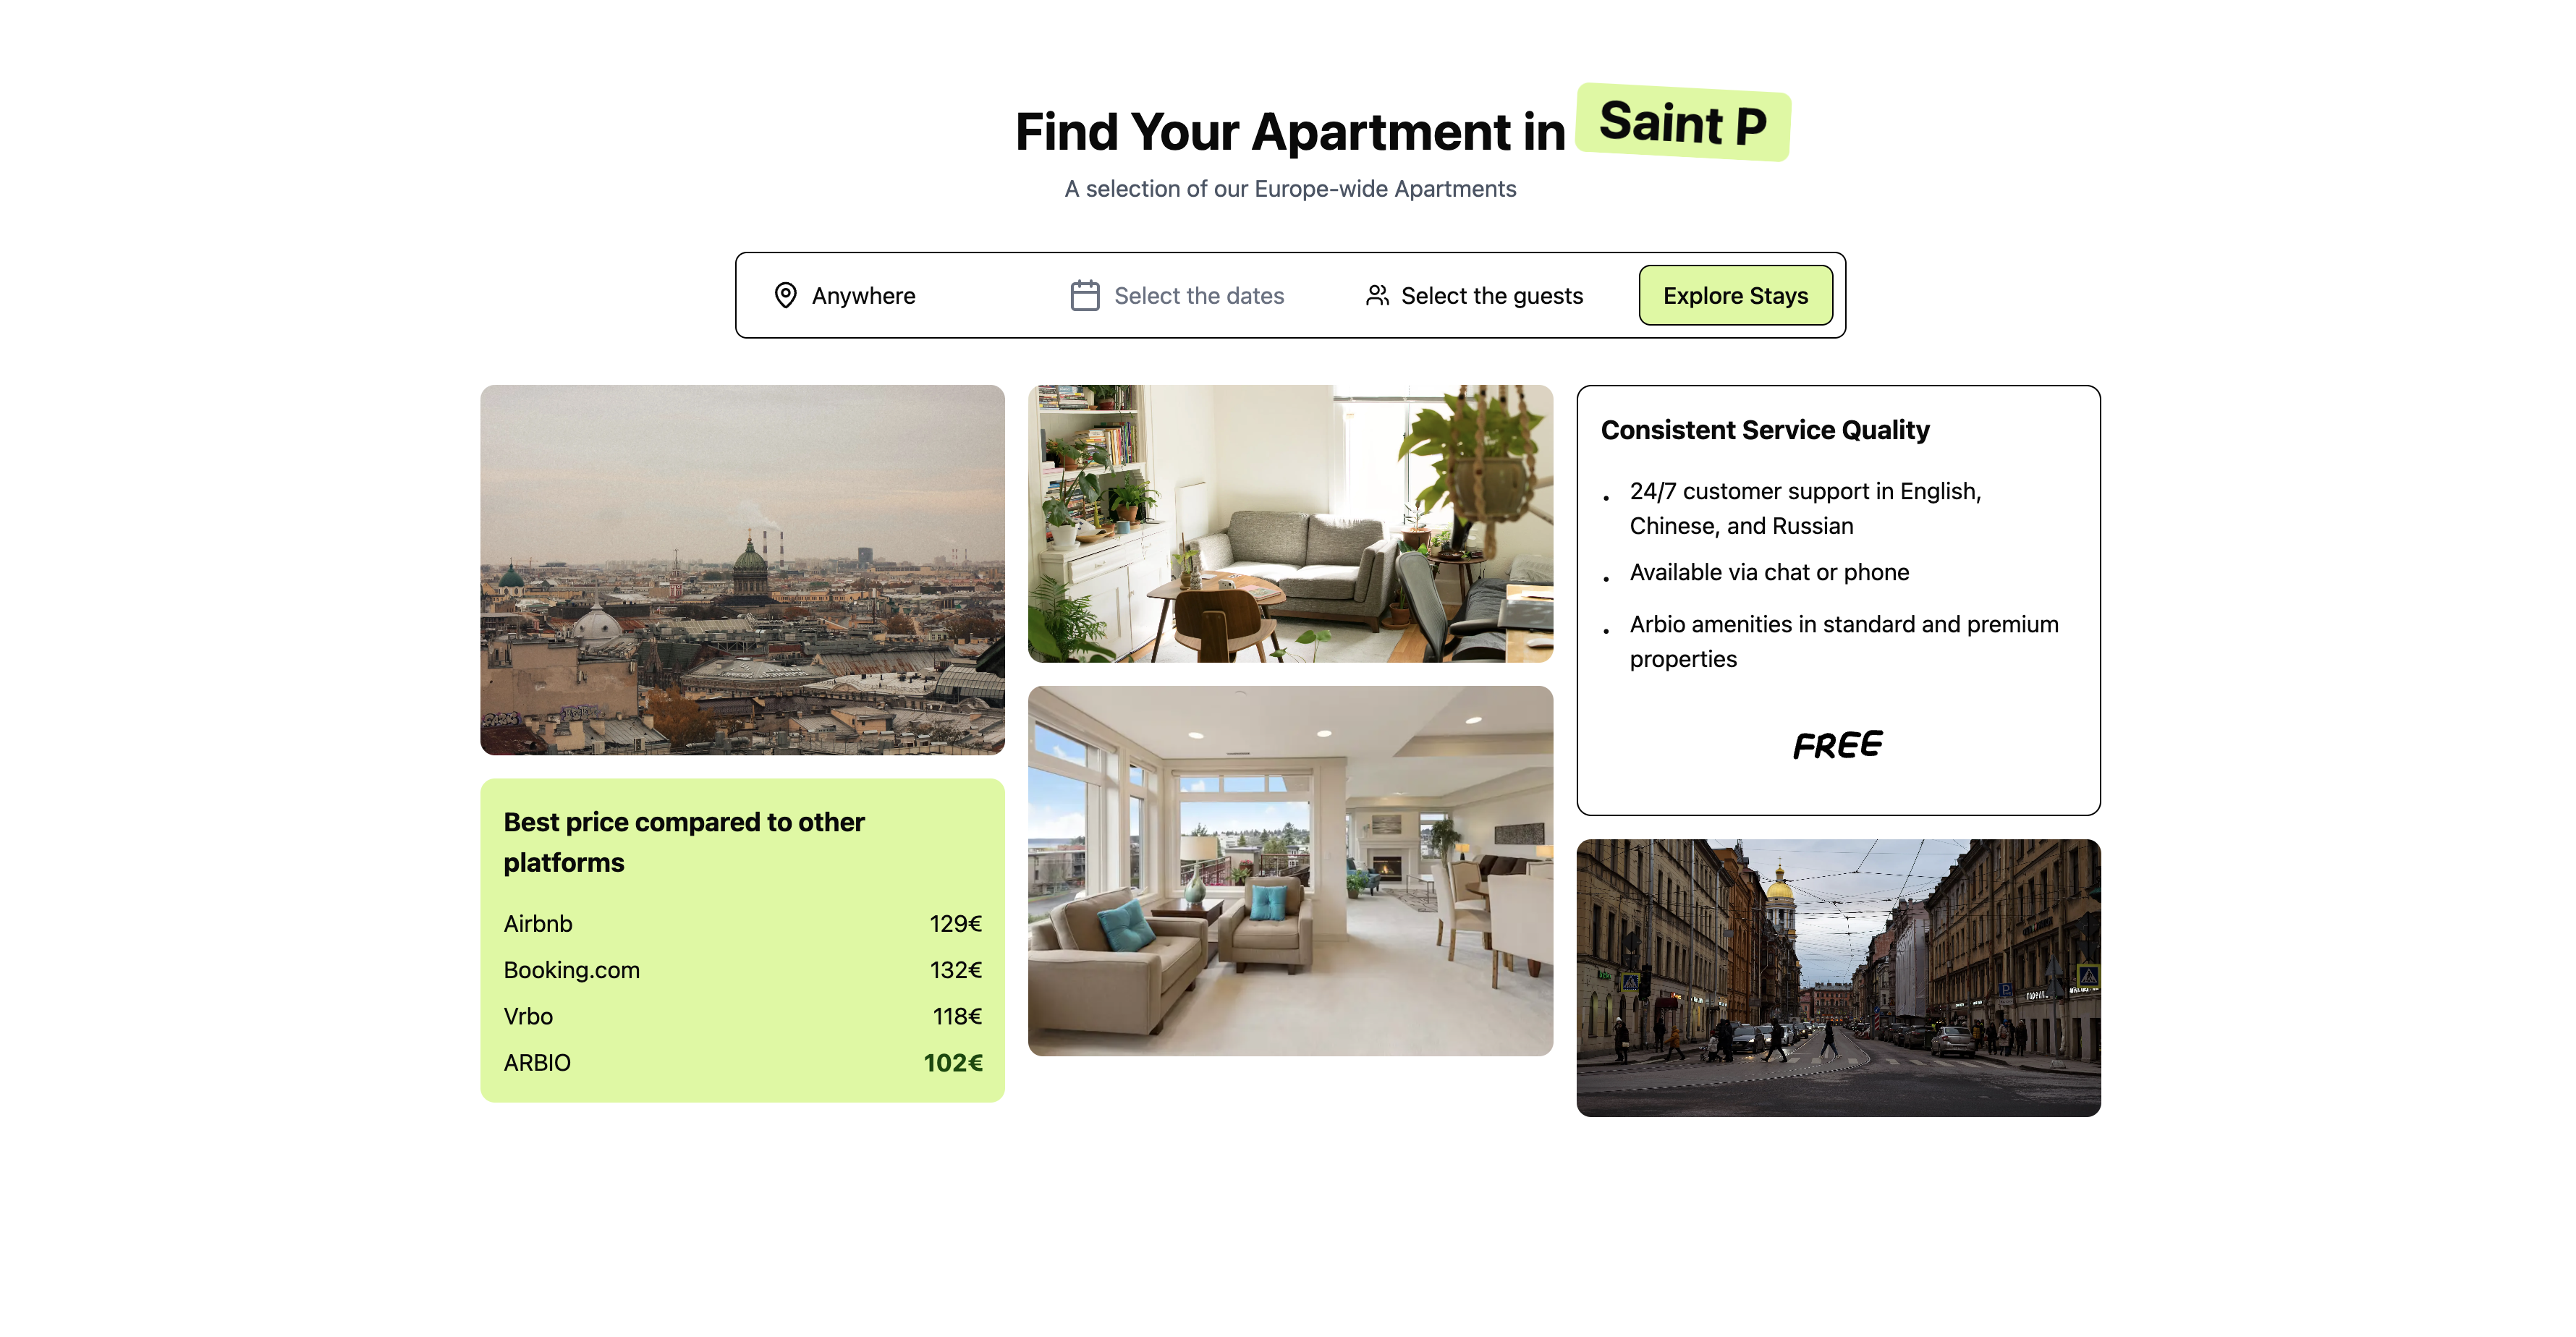 Find Your Apartment in Saint P
A selection of our Europe-wide Apartments
Anywhere
Select the dates
Select the guests
Explore Stays
Best price compared to other
platforms
Airbnb 129€
Booking.com 132€
Vrbo 118€
ARBIO 102€
Consistent Service Quality
24/7 customer support in English,
Chinese, and Russian
Available via chat or phone
Arbio amenities in standard and premium
properties
FREE
P